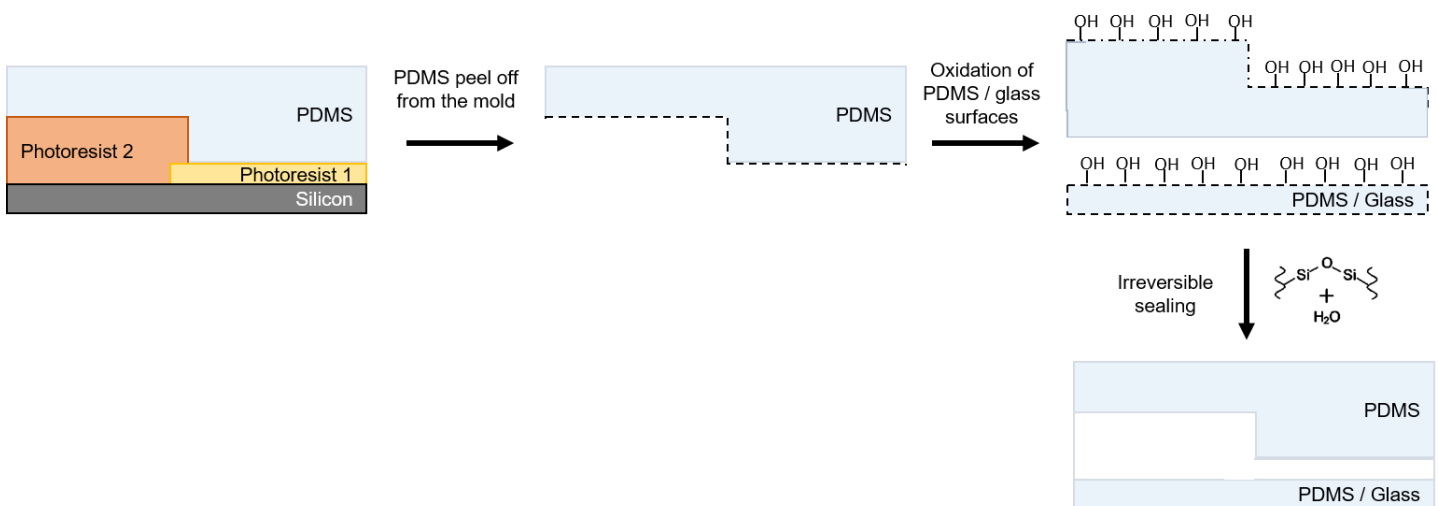 PDMS
Photoresist 2
Photoresist 1
Silicon
PDMS peel off
from the mold
PDMS
Oxidation of
PDMS / glass
surfaces
OH OH OH OH OH
OH OH OH OH OH
OH OH OH OH OH OH OH OH OH
PDMS / Glass
Irreversible
sealing
Si O Si
+
H₂O
PDMS
PDMS / Glass